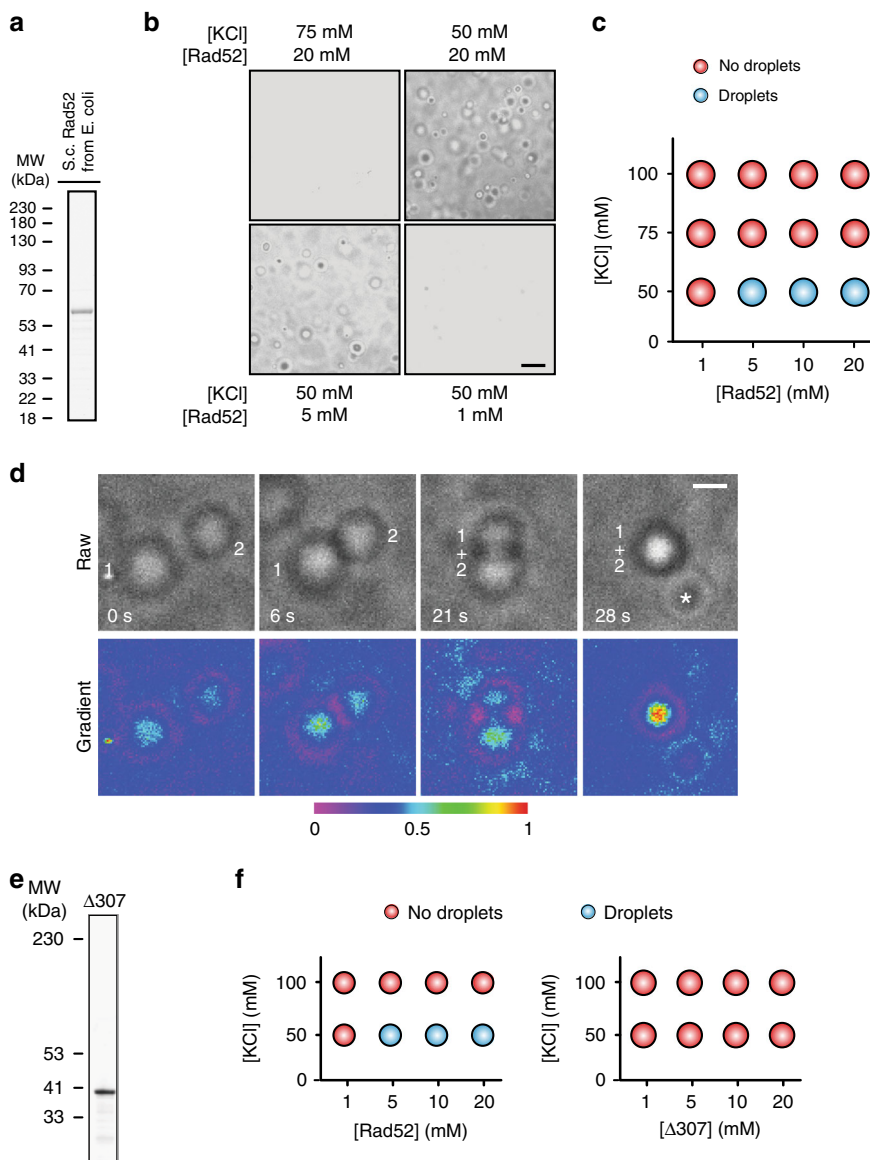 a
S.c. Rad52
from E. coli
MW
(kDa)
230
180
130
93
70
53
41
33
22
18
b
[KCl] 75 mM 50 mM
[Rad52] 20 mM 20 mM
[KCl] 50 mM 50 mM
[Rad52] 5 mM 1 mM
c
No droplets
Droplets
[KCl] (mM)
100
75
50
0
1 5 10 20
[Rad52] (mM)
d
Raw
1
2
0 s
1
2
6 s
1
+
2
21 s
1
+
2
*
28 s
Gradient
0 0.5 1
e
MW
(kDa)
Δ307
230
53
41
33
f
No droplets
Droplets
[KCl] (mM)
100
50
0
1 5 10 20
[Rad52] (mM)
[KCl] (mM)
100
50
0
1 5 10 20
[Δ307] (mM)